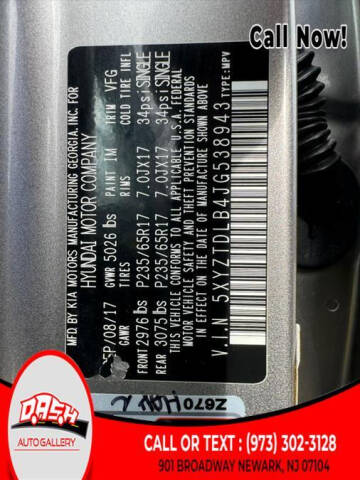 Call Now!
MFD BY KIA MOTORS MANUFACTURING GEORGIA, INC. FOR
HYUNDAI MOTOR COMPANY
SEP/08/17 GVWR 5026 lbs PAINT IM TRIM VFG
GAWR TIRES RIMS COLD TIRE INFL
FRONT 2976 lbs P235/65R17 7.0JX17 34psi SINGLE
REAR 3075 lbs P235/65R17 7.0JX17 34psi SINGLE
THIS VEHICLE CONFORMS TO ALL APPLICABLE U.S.A. FEDERAL
MOTOR VEHICLE SAFETY AND THEFT PREVENTION STANDARDS
IN EFFECT ON THE DATE OF MANUFACTURE SHOWN ABOVE.
V.I.N 5XYZTDLB4JG538943 TYPE:MPV
DASH
AUTO GALLERY
CALL OR TEXT : (973) 302-3128
901 BROADWAY NEWARK, NJ 07104